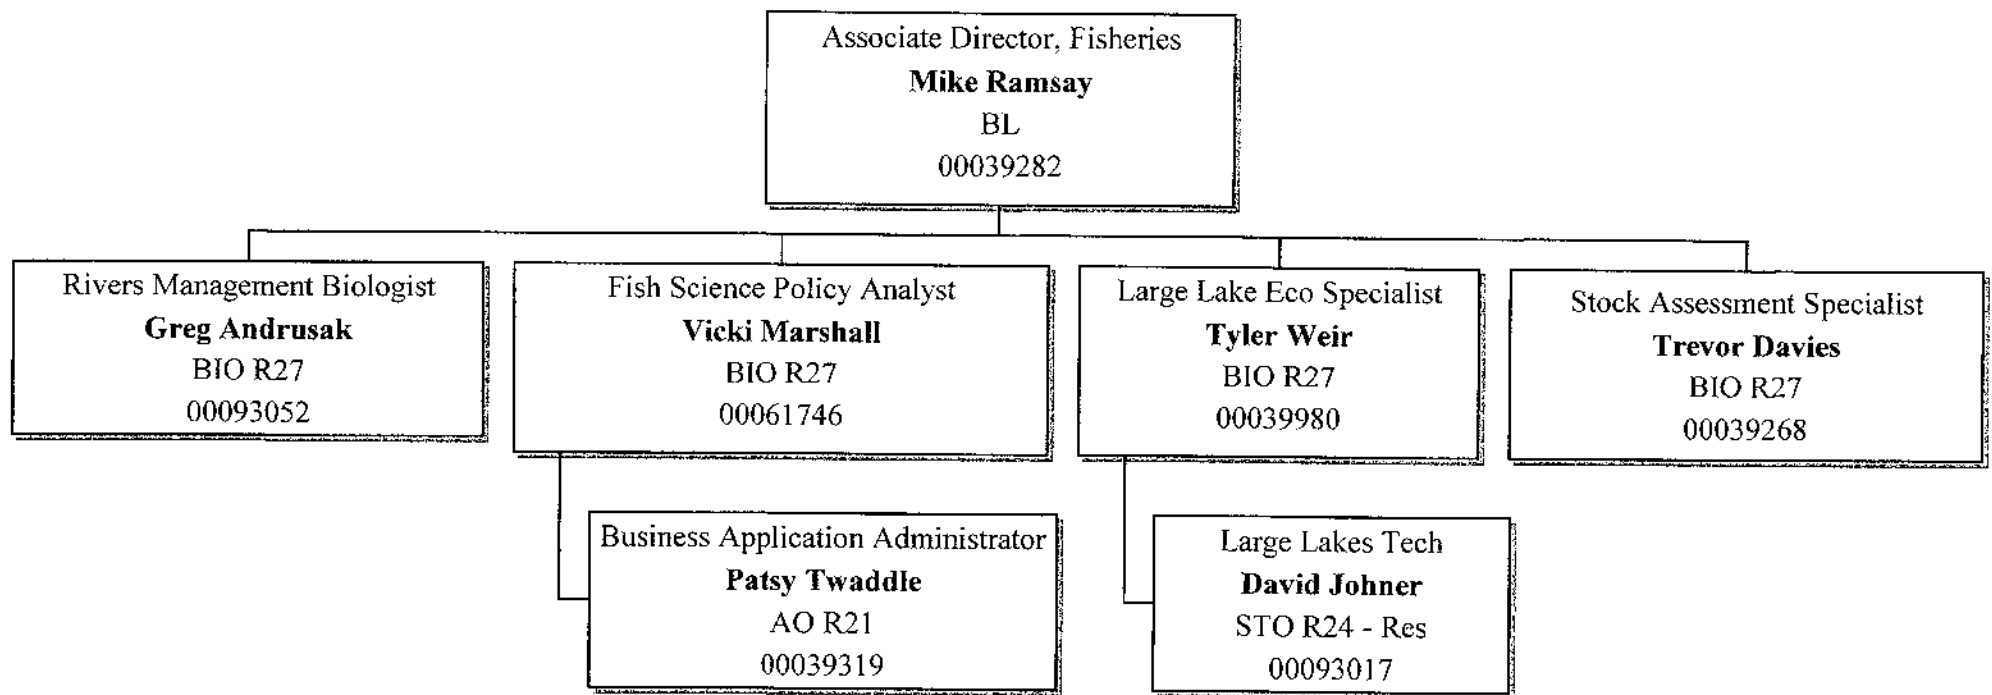 Associate Director, Fisheries
Mike Ramsay
BL
00039282
Rivers Management Biologist
Greg Andrusak
BIO R27
00093052
Fish Science Policy Analyst
Vicki Marshall
BIO R27
00061746
Large Lake Eco Specialist
Tyler Weir
BIO R27
00039980
Stock Assessment Specialist
Trevor Davies
BIO R27
00039268
Business Application Administrator
Patsy Twaddle
AO R21
00039319
Large Lakes Tech
David Johner
STO R24 - Res
00093017